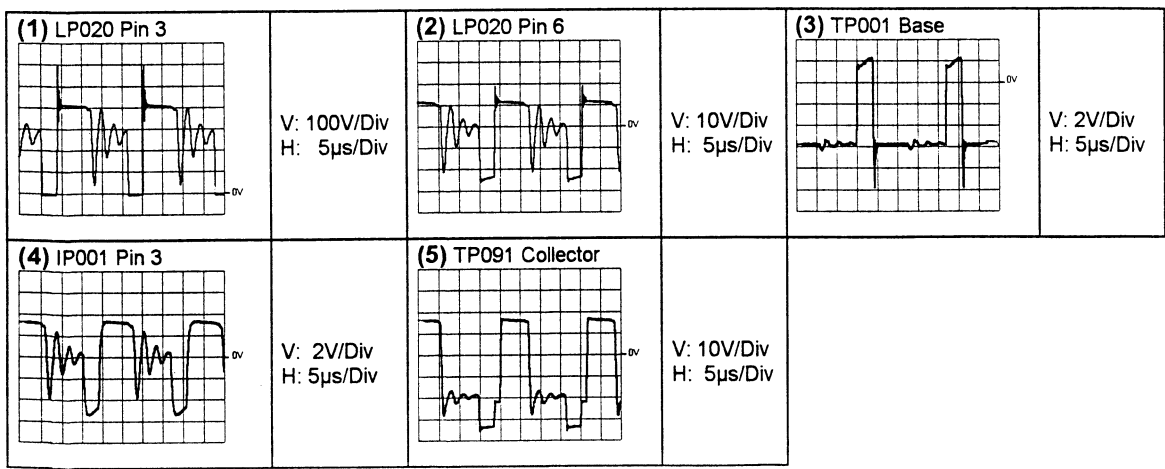 (1) LP020 Pin 3
0V
V: 100V/Div
H: 5µs/Div
(2) LP020 Pin 6
0V
V: 10V/Div
H: 5µs/Div
(3) TP001 Base
0V
V: 2V/Div
H: 5µs/Div
(4) IP001 Pin 3
0V
V: 2V/Div
H: 5µs/Div
(5) TP091 Collector
0V
V: 10V/Div
H: 5µs/Div